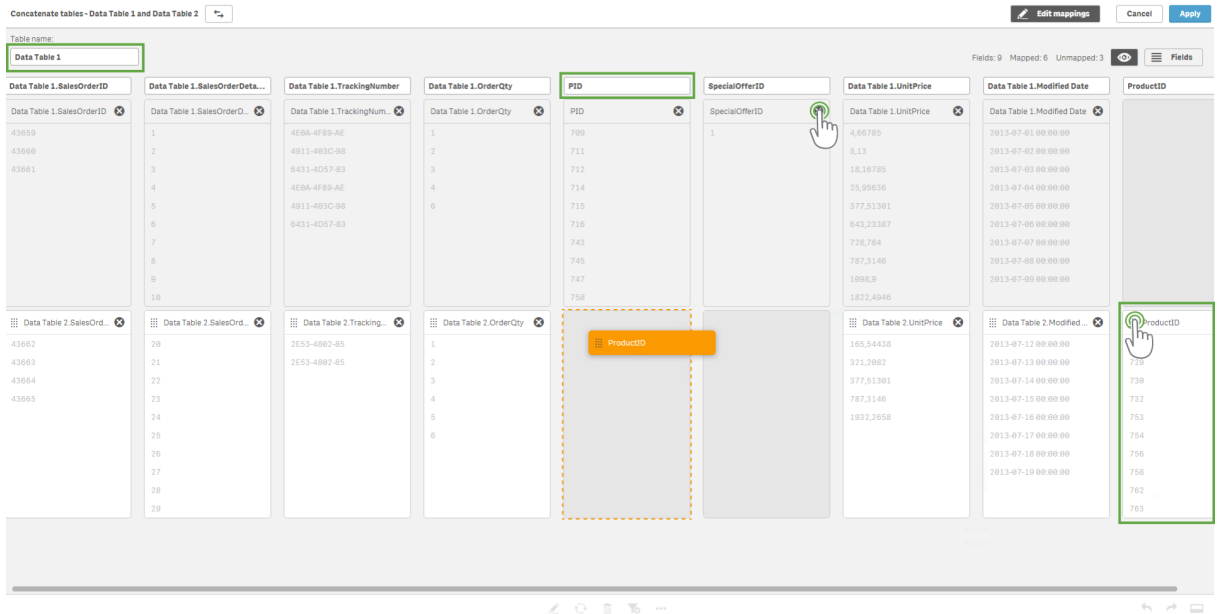 Concatenate tables - Data Table 1 and Data Table 2
Edit mappings
Cancel
Apply
Table name:
Data Table 1
Fields: 9 Mapped: 6 Unmapped: 3
Fields
Data Table 1.SalesOrderID Data Table 1.SalesOrderDeta... Data Table 1.TrackingNumber Data Table 1.OrderQty PID SpecialOfferID Data Table 1.UnitPrice Data Table 1.Modified Date ProductID
Data Table 1.SalesOrderID Data Table 1.SalesOrderD... Data Table 1.TrackingNum... Data Table 1.OrderQty PID SpecialOfferID Data Table 1.UnitPrice Data Table 1.Modified Date
43659 1 4E0A-4F89-AE 1 709 1 4,66785 2013-07-01 00:00:00
43660 2 4911-403C-98 2 711 5,13 2013-07-02 00:00:00
43661 3 6431-4D57-83 3 712 18,16785 2013-07-03 00:00:00
4 4E0A-4F89-AE 4 714 25,95636 2013-07-04 00:00:00
5 4911-403C-98 6 715 377,51301 2013-07-05 00:00:00
6 6431-4D57-83 716 643,23387 2013-07-06 00:00:00
7 743 728,784 2013-07-07 00:00:00
8 745 787,3146 2013-07-08 00:00:00
9 747 1098,9 2013-07-09 00:00:00
10 758 1822,4946
Data Table 2.SalesOrd... Data Table 2.SalesOrd... Data Table 2.Tracking... Data Table 2.OrderQty Data Table 2.UnitPrice Data Table 2.Modified ... ProductID
ProductID
43662 20 2E53-4802-85 1 165,54438 2013-07-12 00:00:00
43663 21 2E53-4802-85 2 321,2082 2013-07-13 00:00:00 729
43664 22 3 377,51301 2013-07-14 00:00:00 730
43665 23 4 787,3146 2013-07-15 00:00:00 732
24 5 1932,2658 2013-07-16 00:00:00 753
25 6 2013-07-17 00:00:00 754
26 2013-07-18 00:00:00 756
27 2013-07-19 00:00:00 758
28 762
29 763